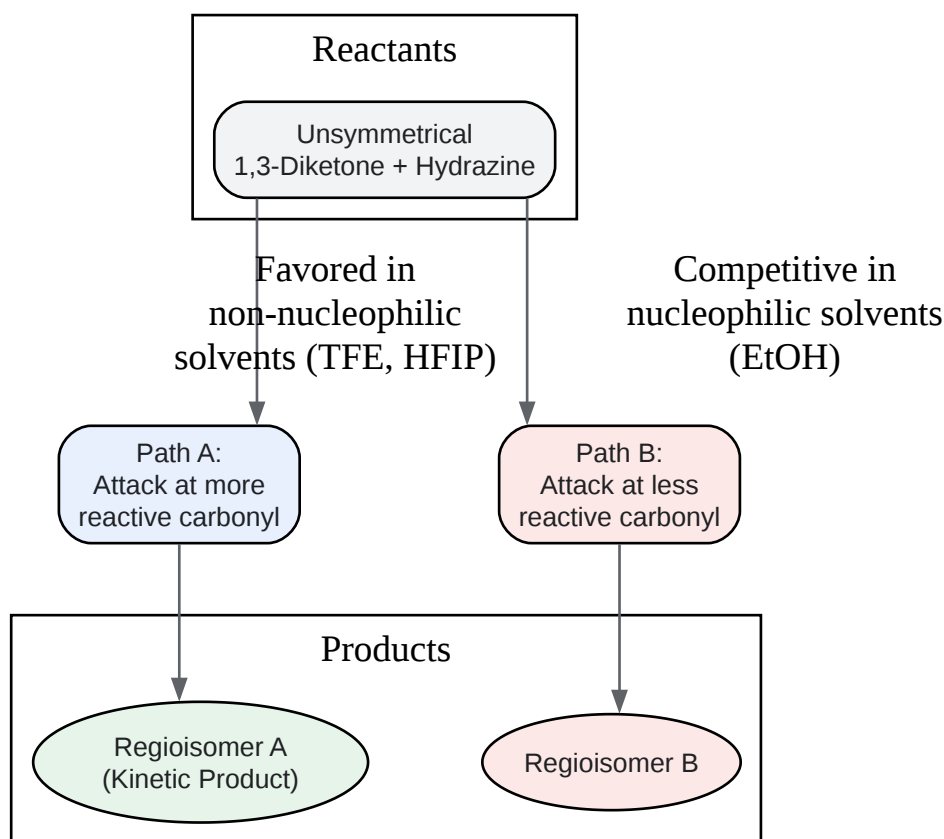 Reactants
Unsymmetrical
1,3-Diketone + Hydrazine
Favored in
non-nucleophilic
solvents (TFE, HFIP)
Competitive in
nucleophilic solvents
(EtOH)
Path A:
Attack at more
reactive carbonyl
Path B:
Attack at less
reactive carbonyl
Products
Regioisomer A
(Kinetic Product)
Regioisomer B